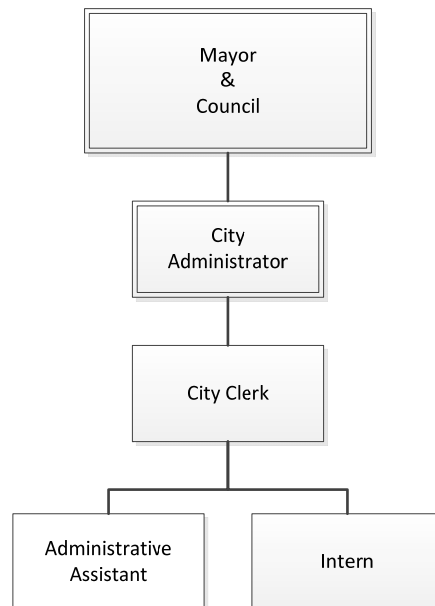 Mayor
&
Council
City
Administrator
City Clerk
Administrative
Assistant
Intern